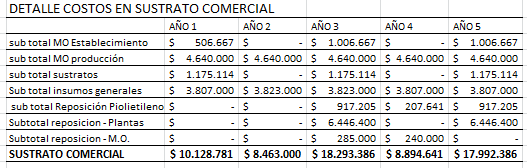 DETALLE COSTOS EN SUSTRATO COMERCIAL
AÑO 1 AÑO 2 AÑO 3 AÑO 4 AÑO 5
sub total MO Establecimiento $ 506.667 $ - $ 1.006.667 $ - $ 1.006.667
sub total MO producción $ 4.640.000 $ 4.640.000 $ 4.640.000 $ 4.640.000 $ 4.640.000
sub total sustratos $ 1.175.114 $ - $ 1.175.114 $ - $ 1.175.114
Sub total insumos generales $ 3.807.000 $ 3.823.000 $ 3.823.000 $ 3.807.000 $ 3.807.000
sub total Reposición Piolietileno $ - $ - $ 917.205 $ 207.641 $ 917.205
Subtotal reposicion - Plantas $ - $ - $ 6.446.400 $ - $ 6.446.400
Subtotal reposicion - M.O. $ - $ - $ 285.000 $ 240.000 $ -
SUSTRATO COMERCIAL $ 10.128.781 $ 8.463.000 $ 18.293.386 $ 8.894.641 $ 17.992.386